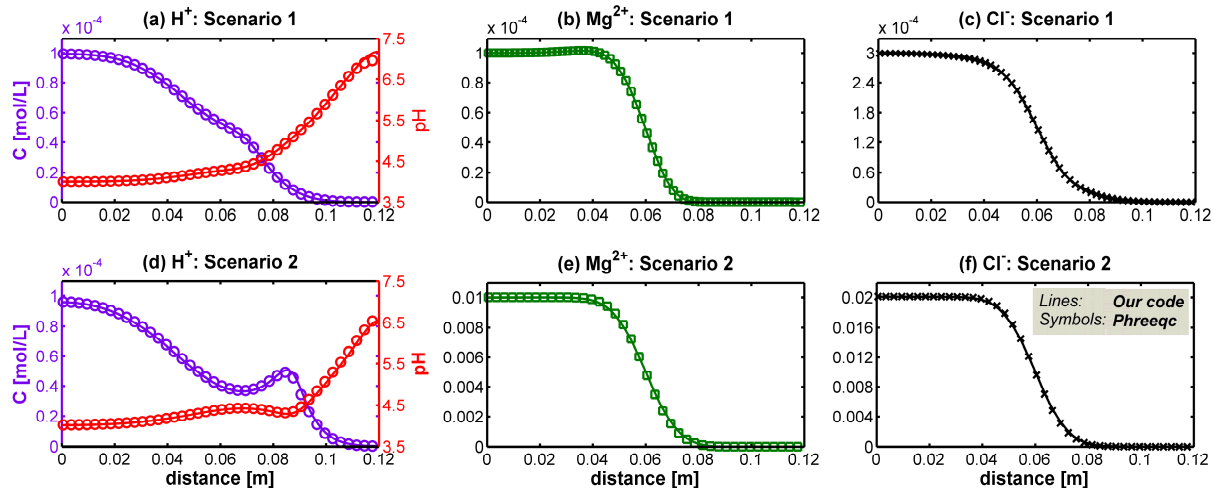 (a) H⁺: Scenario 1
(b) Mg²⁺: Scenario 1
(c) Cl⁻: Scenario 1
x 10⁻⁴
x 10⁻⁴
x 10⁻⁴
C [mol/L]
1
0.8
0.6
0.4
0.2
0
7.5
6.5
5.5
4.5
3.5
pH
0 0.02 0.04 0.06 0.08 0.1 0.12
1
0.8
0.6
0.4
0.2
0
0 0.02 0.04 0.06 0.08 0.1 0.12
3
2.4
1.8
1.2
0.6
0
0 0.02 0.04 0.06 0.08 0.1 0.12
(d) H⁺: Scenario 2
(e) Mg²⁺: Scenario 2
(f) Cl⁻: Scenario 2
x 10⁻⁴
C [mol/L]
1
0.8
0.6
0.4
0.2
0
7.5
6.5
5.5
4.5
3.5
pH
0 0.02 0.04 0.06 0.08 0.1 0.12
distance [m]
0.01
0.008
0.006
0.004
0.002
0
0 0.02 0.04 0.06 0.08 0.1 0.12
distance [m]
0.02
0.016
0.012
0.008
0.004
0
Lines: Our code
Symbols: Phreeqc
0 0.02 0.04 0.06 0.08 0.1 0.12
distance [m]